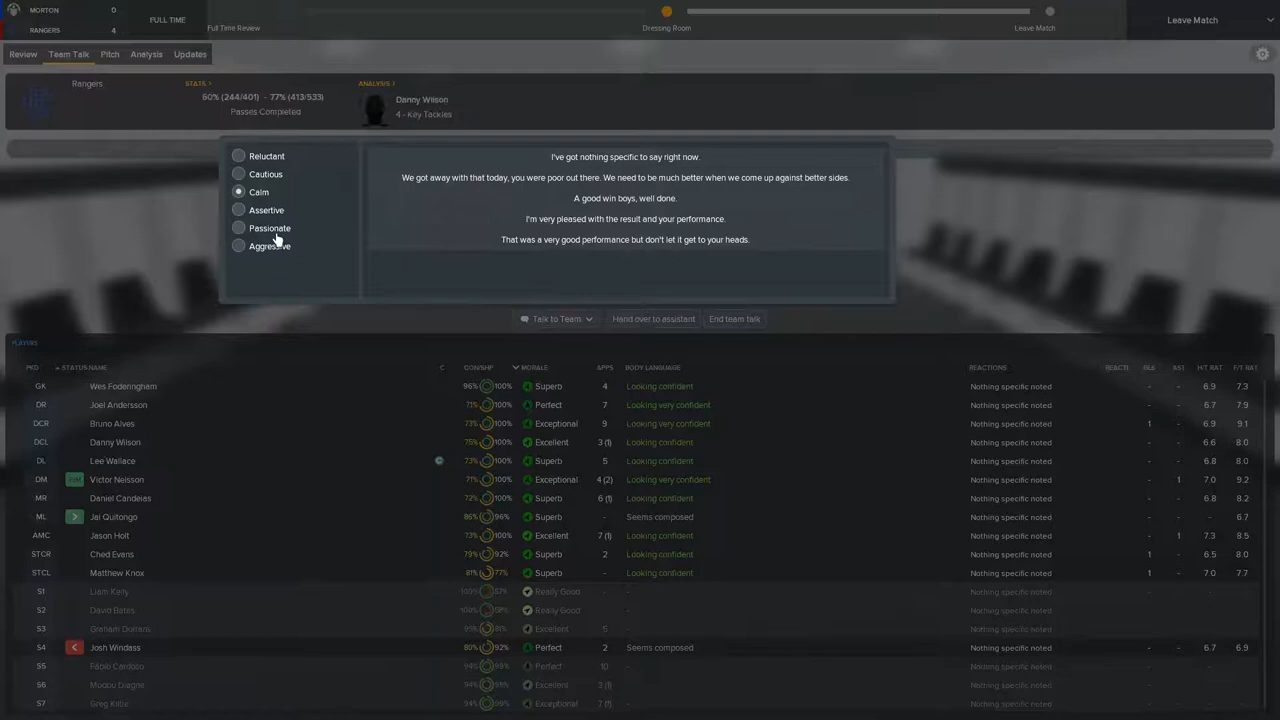 MORTON 0
RANGERS 4
FULL TIME
Full Time Review
Dressing Room
Leave Match
Leave Match
Review Team Talk Pitch Analysis Updates
Rangers
STATS >
60% (244/401) - 77% (413/533)
Passes Completed
ANALYSIS >
Danny Wilson
4 - Key Tackles
Reluctant
Cautious
Calm
Assertive
Passionate
Aggressive
I've got nothing specific to say right now.
We got away with that today, you were poor out there. We need to be much better when we come up against better sides.
A good win boys, well done.
I'm very pleased with the result and your performance.
That was a very good performance but don't let it get to your heads.
Talk to Team Hand over to assistant End team talk
PLAYERS
PKD STATUS NAME C CON/SHP MORALE APPS BODY LANGUAGE REACTIONS REACTI GLS AST H/T RAT F/T RAT
GK Wes Foderingham 96% 100% Superb 4 Looking confident Nothing specific noted - - 6.9 7.3
DR Joel Andersson 71% 100% Perfect 7 Looking very confident Nothing specific noted - - 6.7 7.9
DCR Bruno Alves 73% 100% Exceptional 9 Looking very confident Nothing specific noted 1 - 6.9 9.1
DCL Danny Wilson 75% 100% Excellent 3 (1) Looking confident Nothing specific noted - - 6.6 8.0
DL Lee Wallace 73% 100% Superb 5 Looking confident Nothing specific noted - - 6.8 8.0
DM Victor Neisson 71% 100% Exceptional 4 (2) Looking very confident Nothing specific noted - 1 7.0 9.2
MR Daniel Candeias 72% 100% Superb 6 (1) Looking confident Nothing specific noted - - 6.8 8.2
ML Jai Quitongo 86% 96% Superb - Seems composed Nothing specific noted - - - 6.7
AMC Jason Holt 73% 100% Excellent 7 (1) Looking confident Nothing specific noted - 1 7.3 8.5
STCR Ched Evans 79% 92% Superb 2 Looking confident Nothing specific noted 1 - 6.5 8.0
STCL Matthew Knox 81% 77% Superb - Looking confident Nothing specific noted 1 - 7.0 7.7
S1 Liam Kelly 100% Really Good - - Nothing specific noted - - - -
S2 David Bates 100% Really Good - Nothing specific noted - - - -
S3 Graham Dorrans Excellent 5 - Nothing specific noted - - - -
S4 Josh Windass 80% 92% Perfect 2 Seems composed Nothing specific noted - - 6.7 6.9
S5 Fábio Cardoso 94% Perfect 10 - Nothing specific noted - - - -
S6 Modou Diagne 94% Excellent 3 (1) - Nothing specific noted - - - -
S7 Greg Kiltie 94% Exceptional 7 (1) - Nothing specific noted - - - -